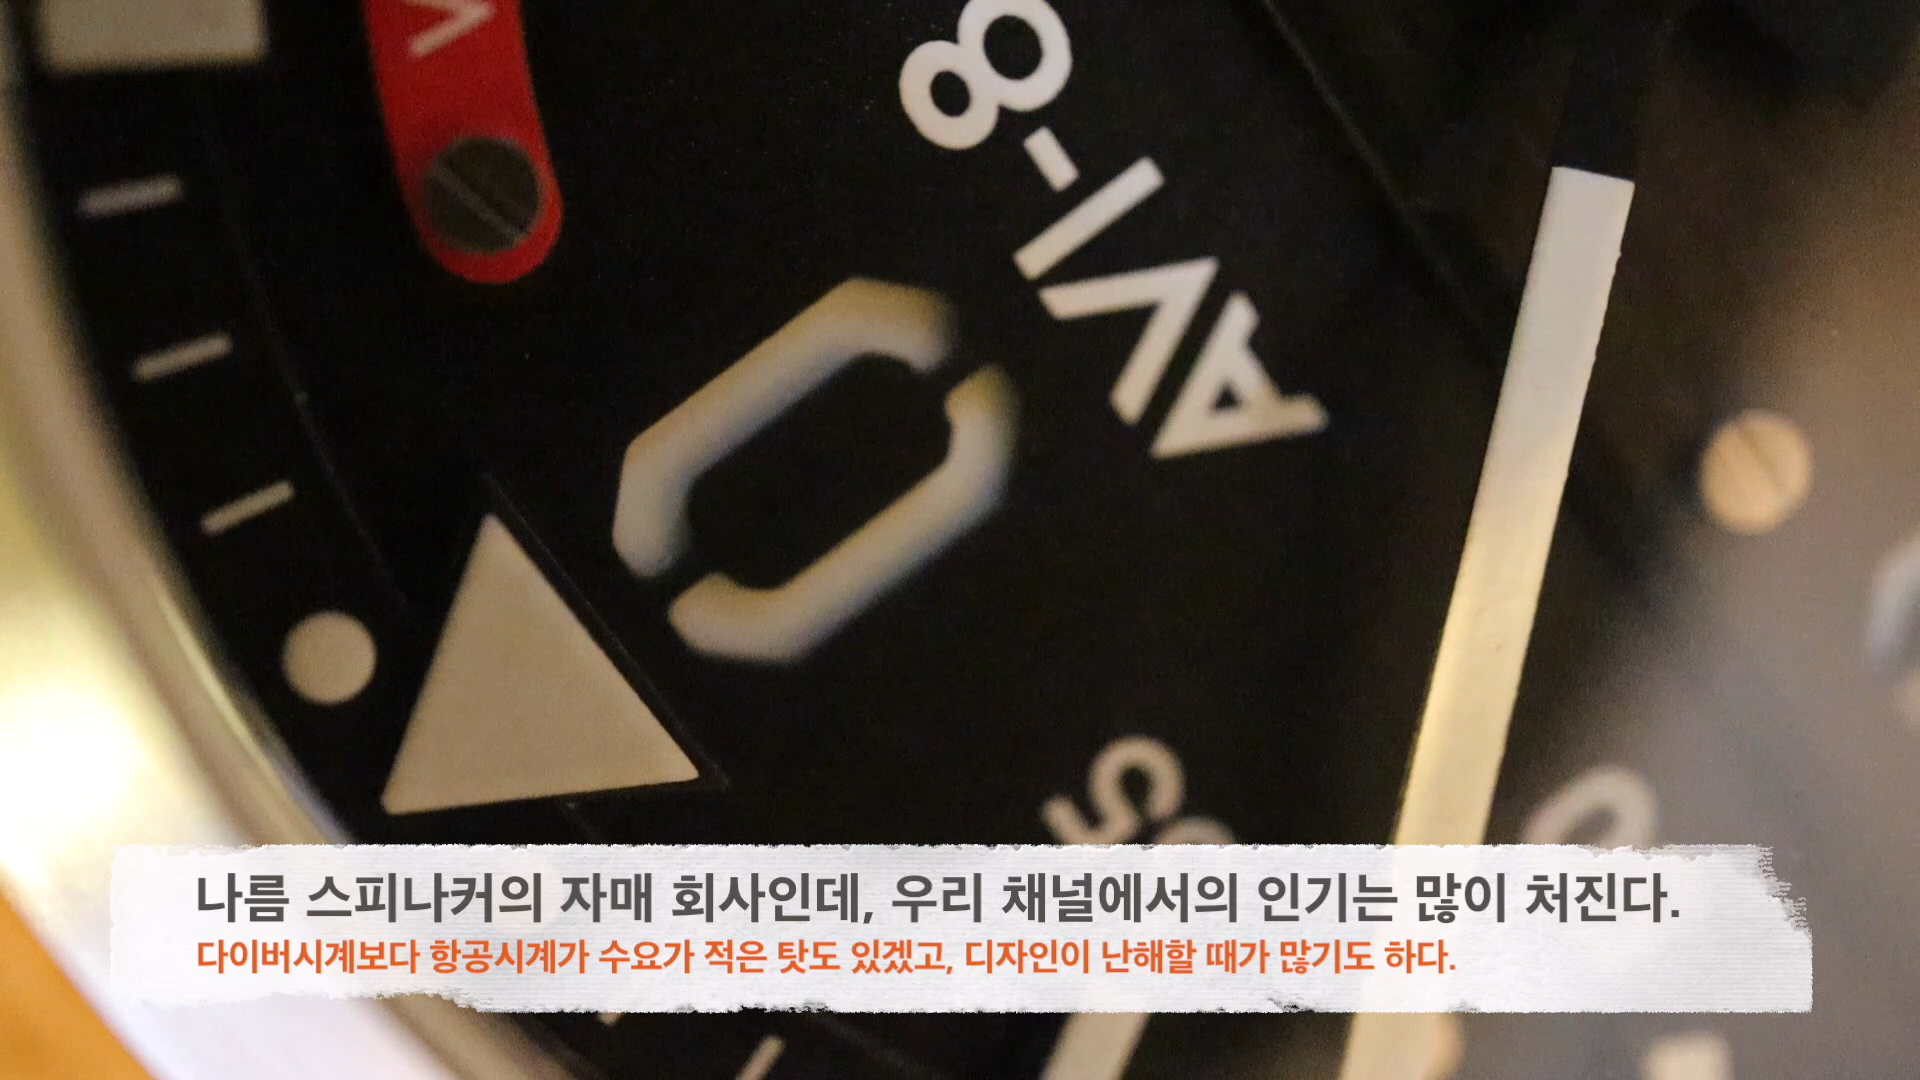 AVI-8
0
5
0
나름 스피나커의 자매 회사인데, 우리 채널에서의 인기는 많이 처진다.
다이버시계보다 항공시계가 수요가 적은 탓도 있겠고, 디자인이 난해할 때가 많기도 하다.